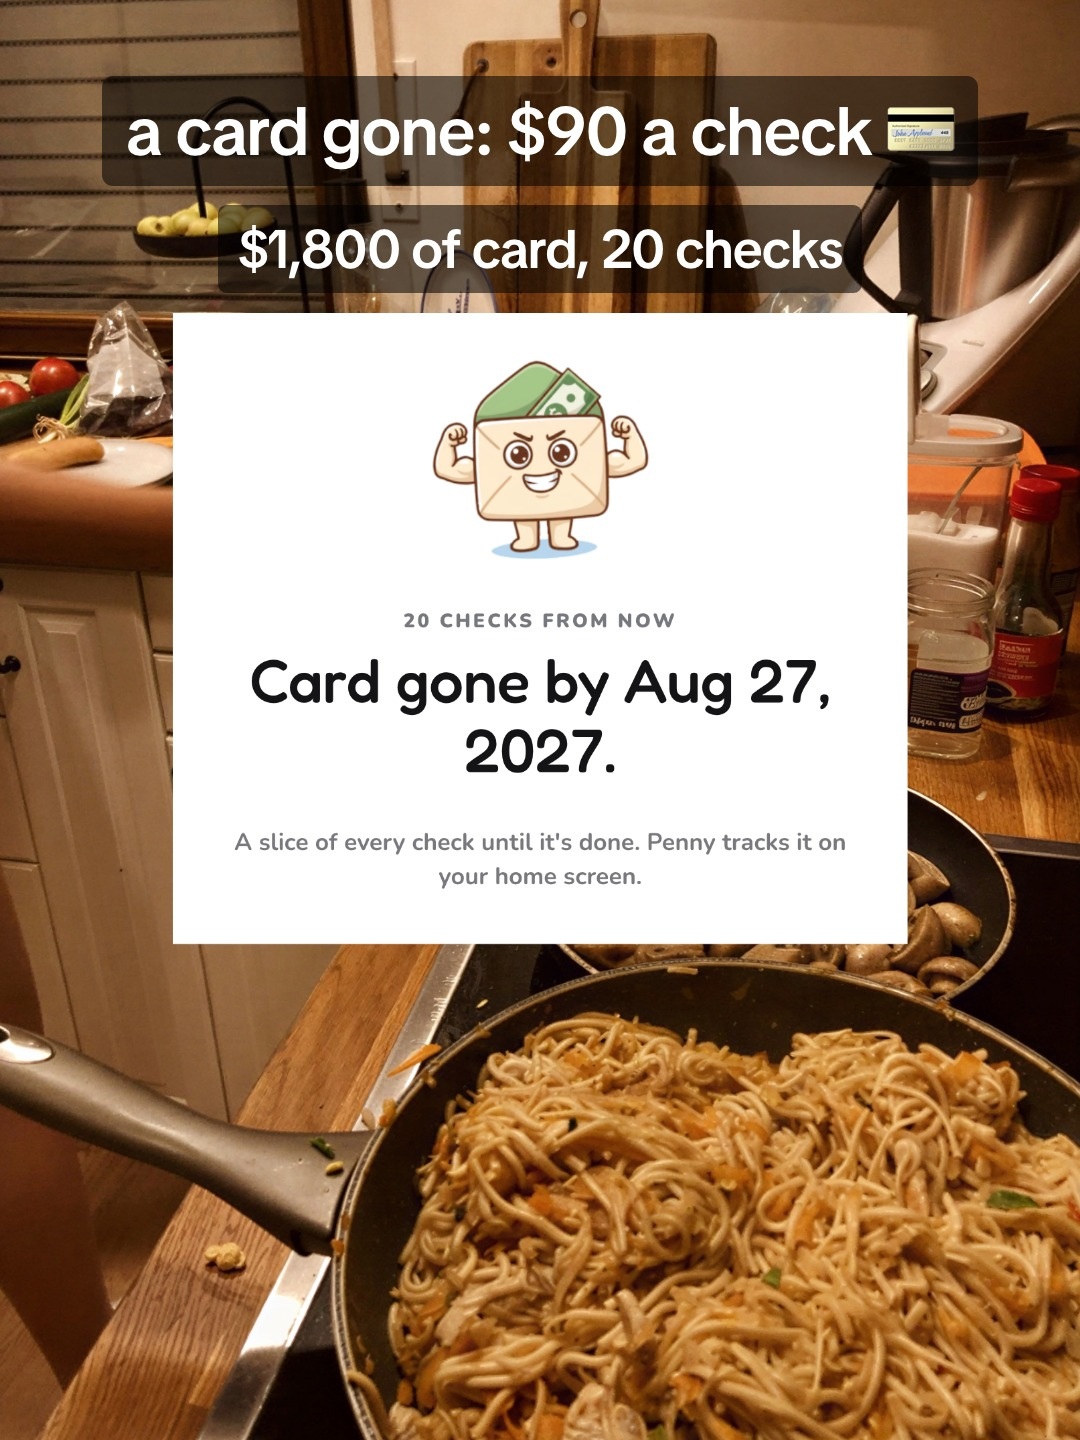 a card gone: $90 a check 💳
$1,800 of card, 20 checks
20 CHECKS FROM NOW
Card gone by Aug 27,
2027.
A slice of every check until it's done. Penny tracks it on
your home screen.